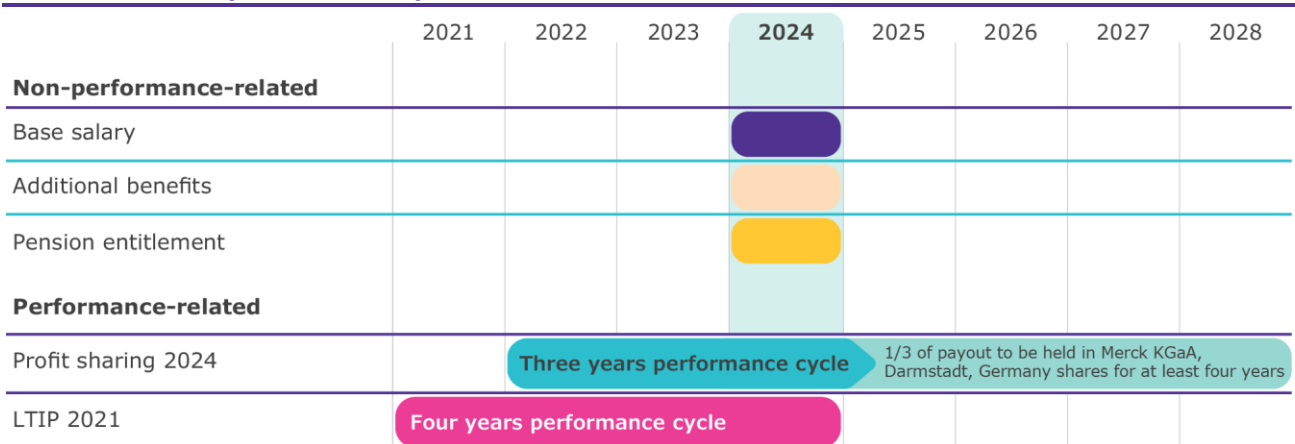 2021 2022 2023 2024 2025 2026 2027 2028
Non-performance-related
Base salary
Additional benefits
Pension entitlement
Performance-related
Profit sharing 2024 Three years performance cycle 1/3 of payout to be held in Merck KGaA,
Darmstadt, Germany shares for at least four years
LTIP 2021 Four years performance cycle